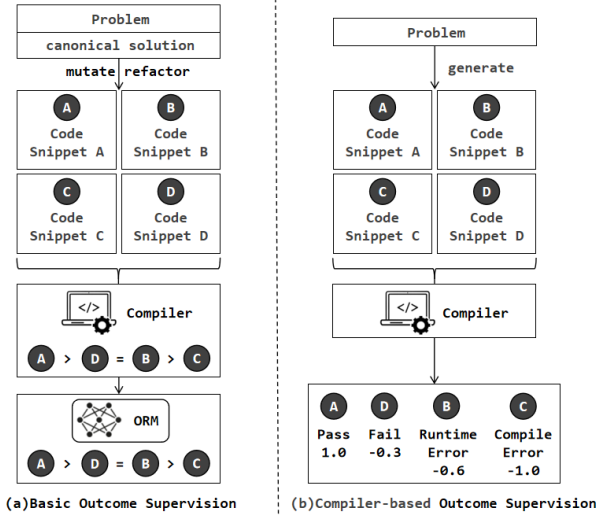 Problem
canonical solution
mutate refactor
A
B
Code
Snippet A
Code
Snippet B
C
D
Code
Snippet C
Code
Snippet D
</> Compiler
A > D = B > C
ORM
A > D = B > C
(a)Basic Outcome Supervision
Problem
generate
A
B
Code
Snippet A
Code
Snippet B
C
D
Code
Snippet C
Code
Snippet D
</> Compiler
A
D
B
C
Pass
1.0
Fail
-0.3
Runtime
Error
-0.6
Compile
Error
-1.0
(b)Compiler-based Outcome Supervision